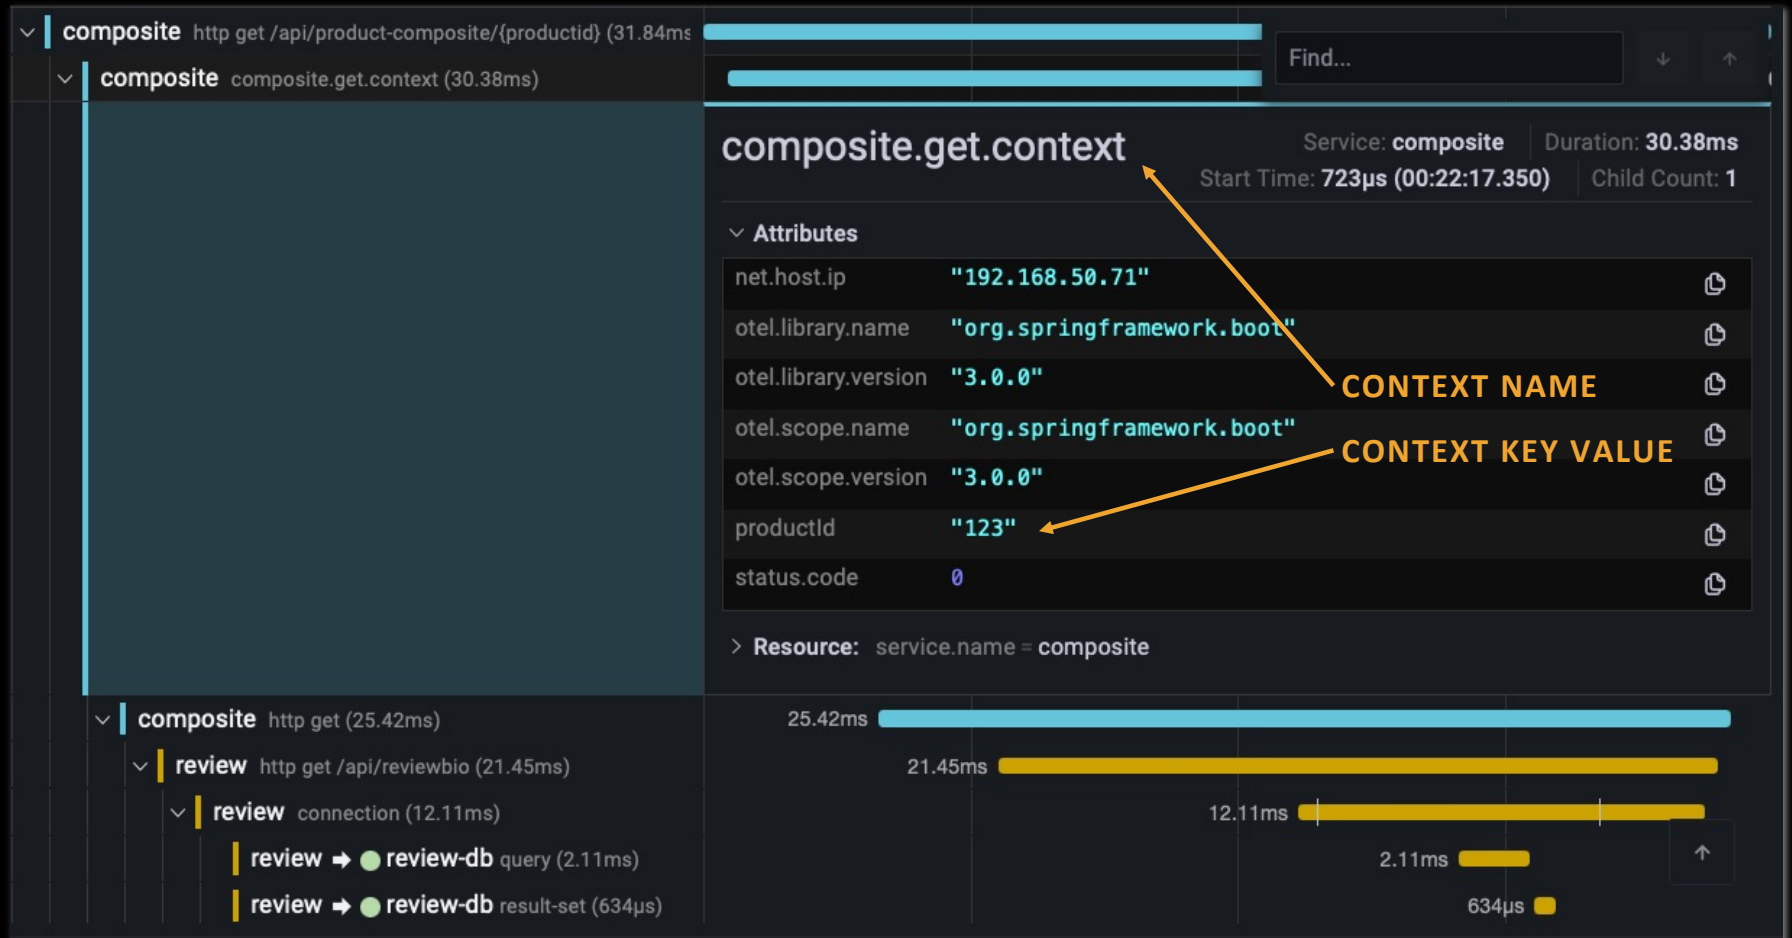 composite http get /api/product-composite/{productid} (31.84ms
Find...
composite composite.get.context (30.38ms)
composite.get.context
Service: composite
Duration: 30.38ms
Start Time: 723μs (00:22:17.350)
Child Count: 1
Attributes
net.host.ip "192.168.50.71"
otel.library.name "org.springframework.boot"
otel.library.version "3.0.0"
CONTEXT NAME
otel.scope.name "org.springframework.boot"
CONTEXT KEY VALUE
otel.scope.version "3.0.0"
productId "123"
status.code 0
Resource: service.name = composite
composite http get (25.42ms)
25.42ms
review http get /api/reviewbio (21.45ms)
21.45ms
review connection (12.11ms)
12.11ms
review review-db query (2.11ms)
2.11ms
review review-db result-set (634μs)
634μs